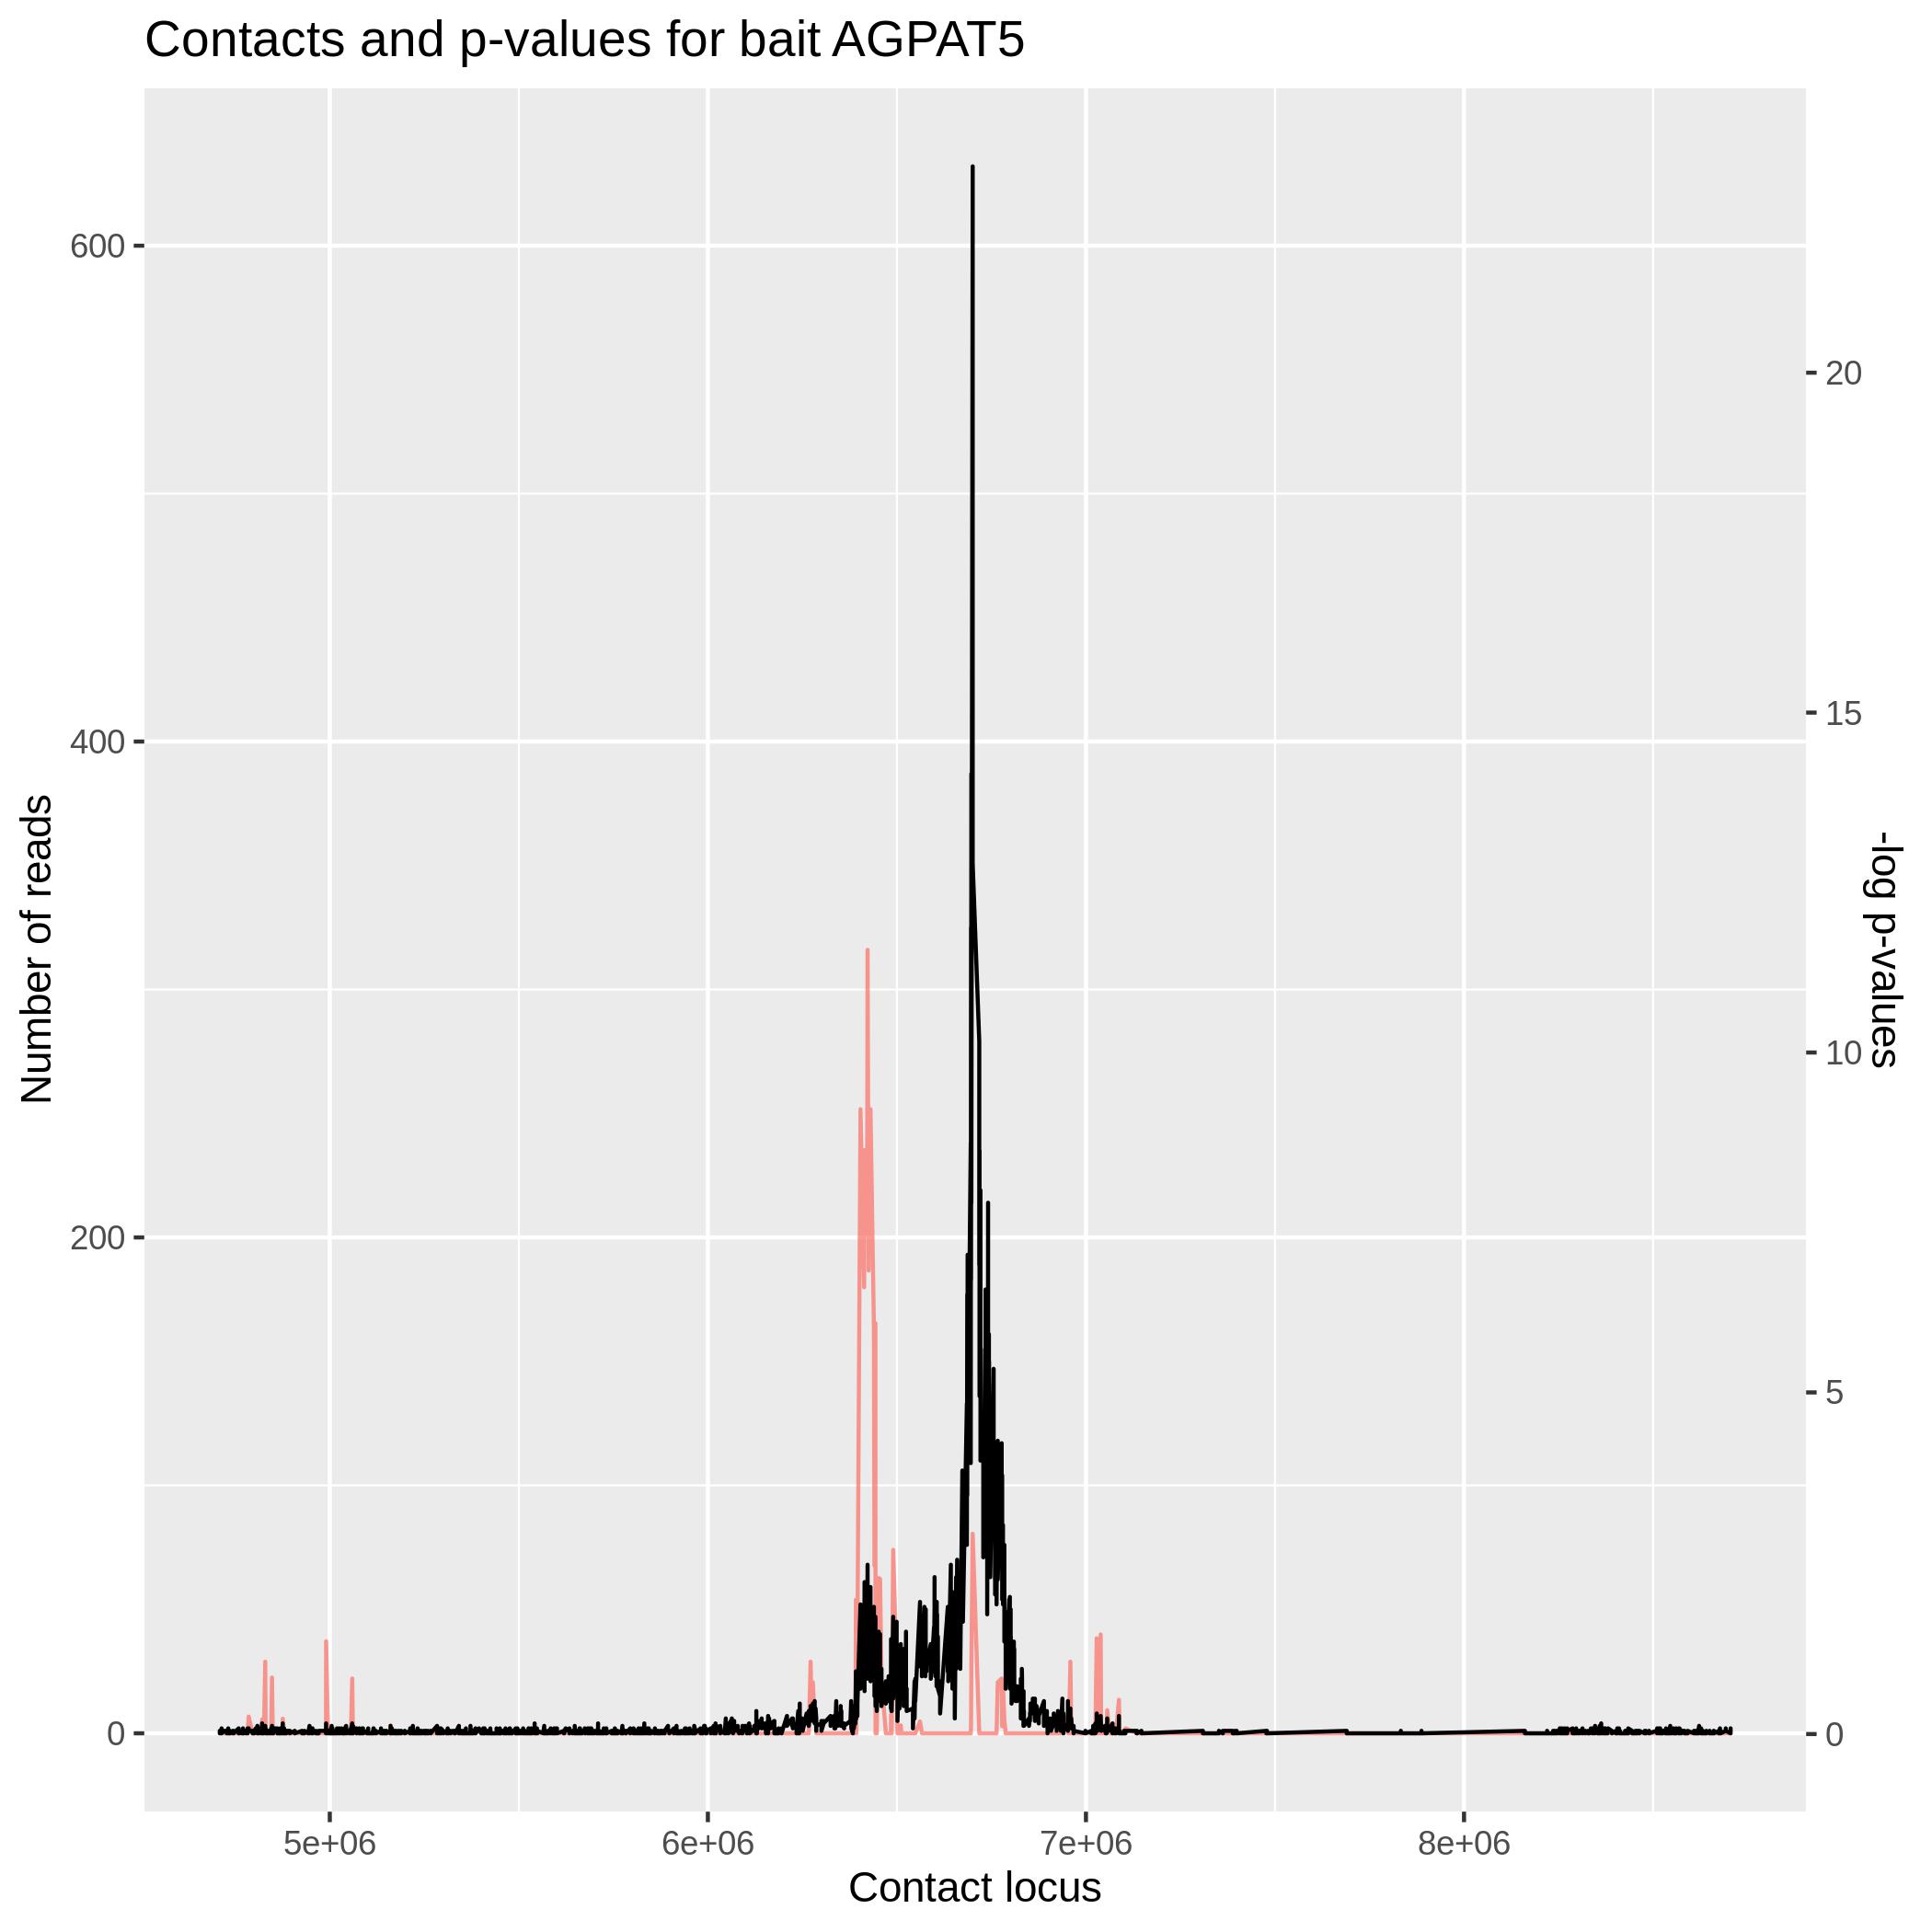 Contacts and p-values for bait AGPAT5
Number of reads
600
400
200
0
20
15
10
5
0
-log p-values
5e+06 6e+06 7e+06 8e+06
Contact locus